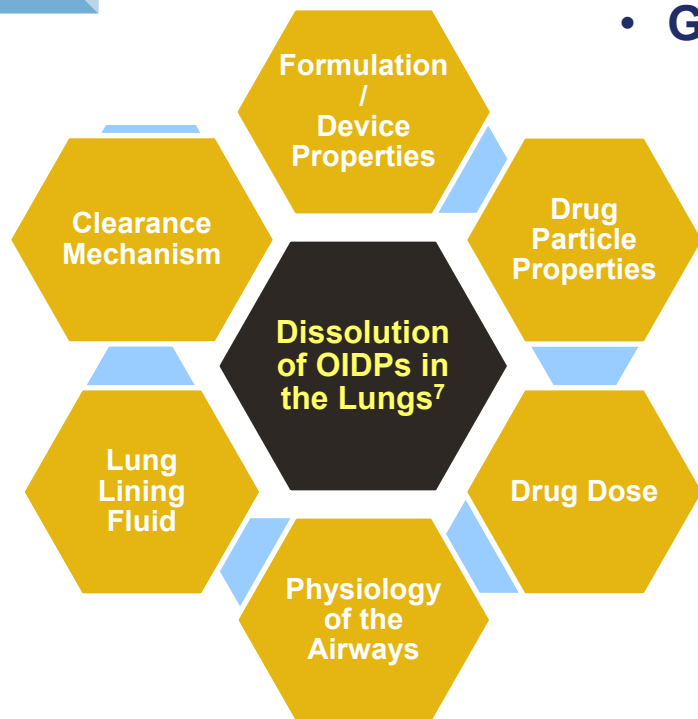 • G
Formulation
/
Device
Properties
Drug
Particle
Properties
Drug Dose
Physiology
of the
Airways
Lung
Lining
Fluid
Clearance
Mechanism
Dissolution
of OIDPs in
the Lungs⁷